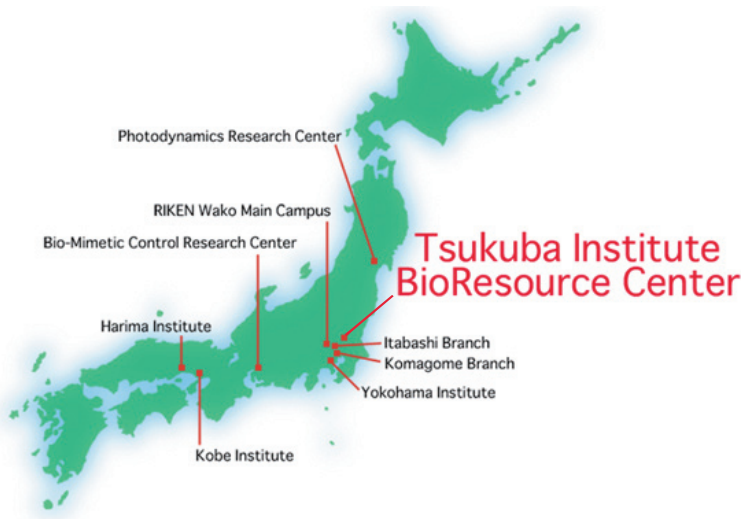 Photodynamics Research Center
RIKEN Wako Main Campus
Bio-Mimetic Control Research Center
Tsukuba Institute
BioResource Center
Harima Institute
Itabashi Branch
Komagome Branch
Yokohama Institute
Kobe Institute